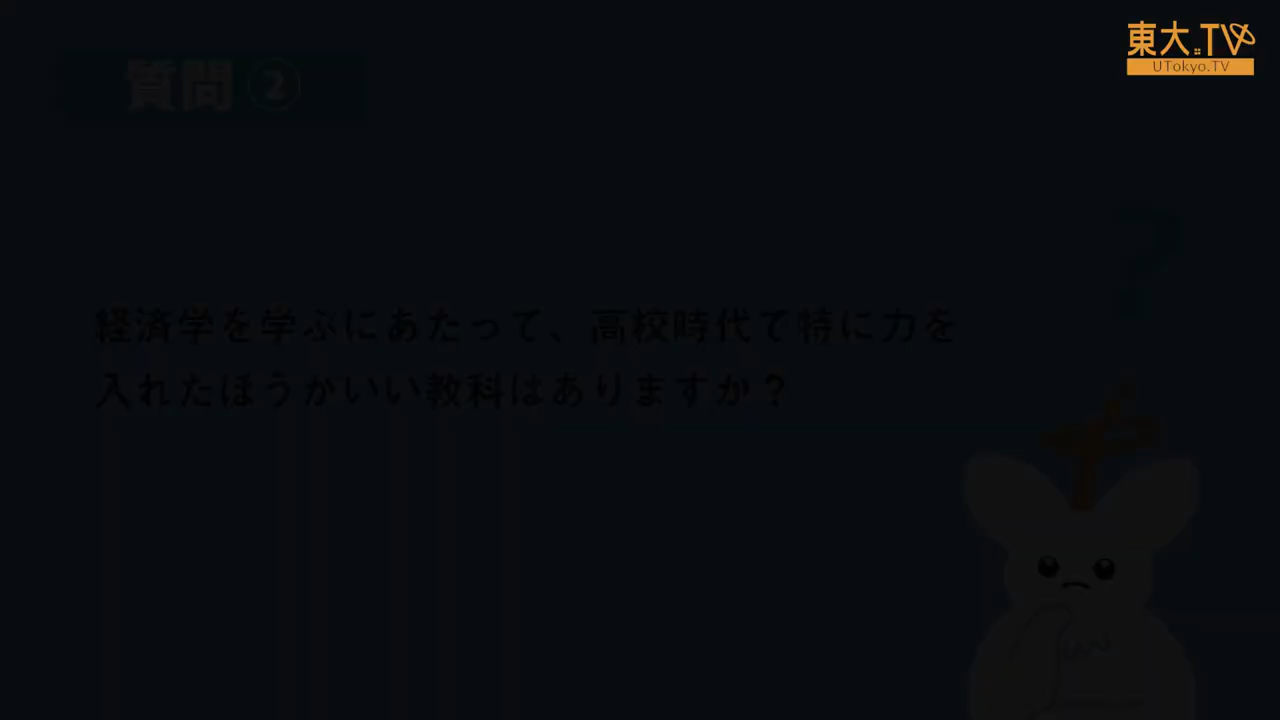 東大.TV
UTokyo.TV
質問②
経済学を学ぶにあたって、高校時代で特に力を
入れたほうがいい教科はありますか？